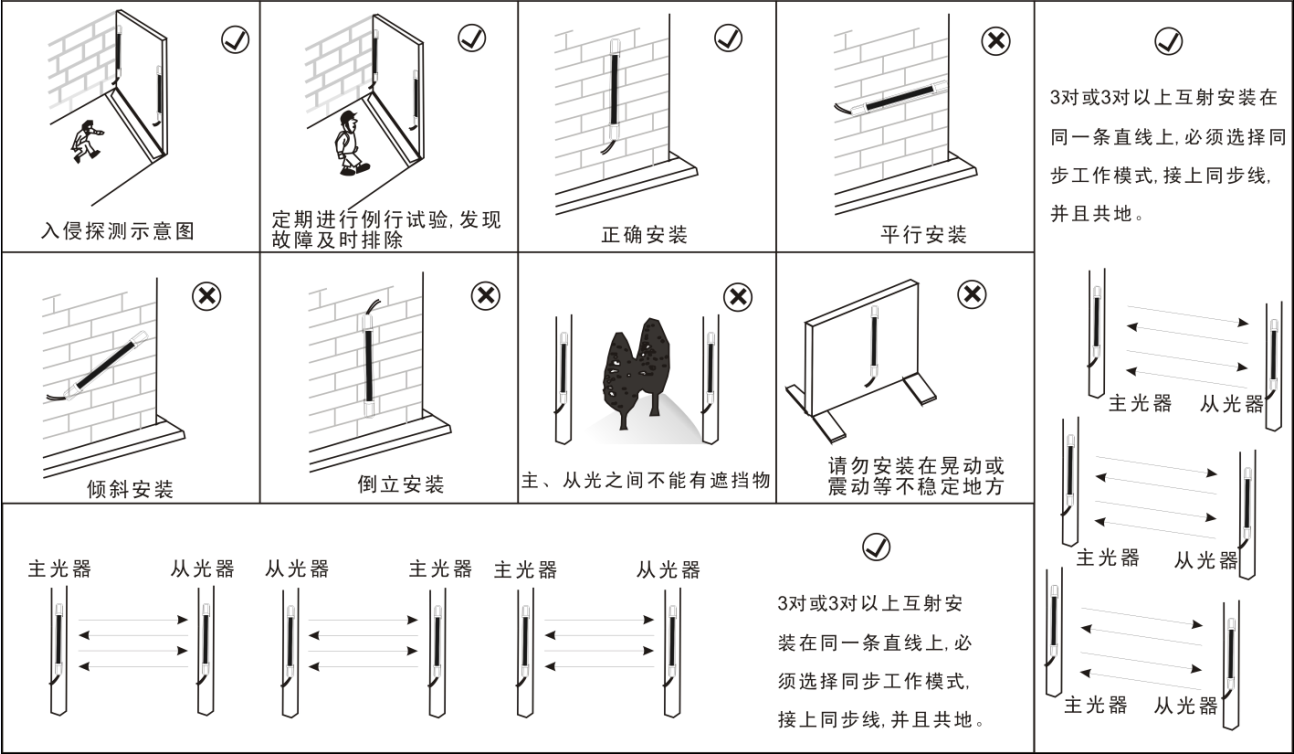 入侵探测示意图
定期进行例行试验,发现
故障及时排除
正确安装
平行安装
3对或3对以上互射安装在
同一条直线上,必须选择同
步工作模式,接上同步线,
并且共地。
倾斜安装
倒立安装
主、从光之间不能有遮挡物
请勿安装在晃动或
震动等不稳定地方
主光器 从光器
主光器 从光器
主光器 从光器
主光器 从光器 从光器 主光器 主光器 从光器
3对或3对以上互射安
装在同一条直线上,必
须选择同步工作模式,
接上同步线,并且共地。